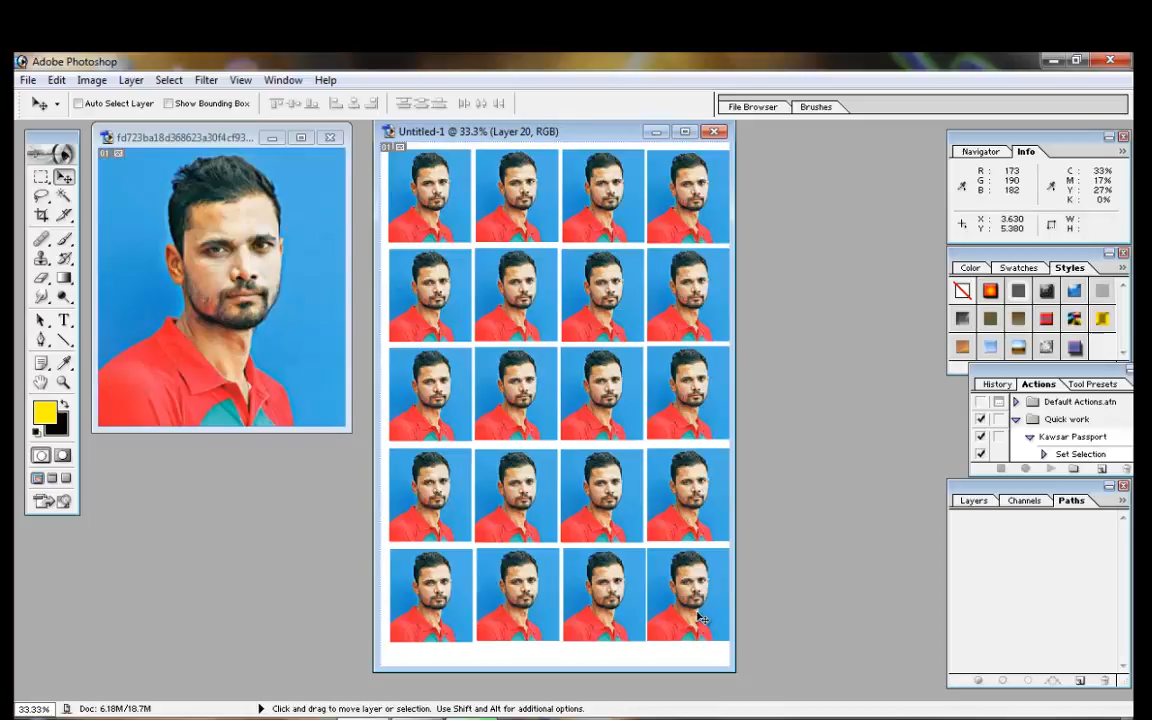 Adobe Photoshop
File Edit Image Layer Select Filter View Window Help
Auto Select Layer Show Bounding Box
File Browser Brushes
fd723ba18d368623a30f4cf93...
Untitled-1 @ 33.3% (Layer 20, RGB)
01
01
Navigator Info
R : 173 C : 33%
G : 190 M : 17%
B : 182 Y : 27%
K : 0%
X : 3.630 W :
Y : 5.380 H :
Color Swatches Styles
History Actions Tool Presets
Default Actions.atn
Quick work
Kawsar Passport
Set Selection
Layers Channels Paths
33.33% Doc: 6.18M/18.7M Click and drag to move layer or selection. Use Shift and Alt for additional options.